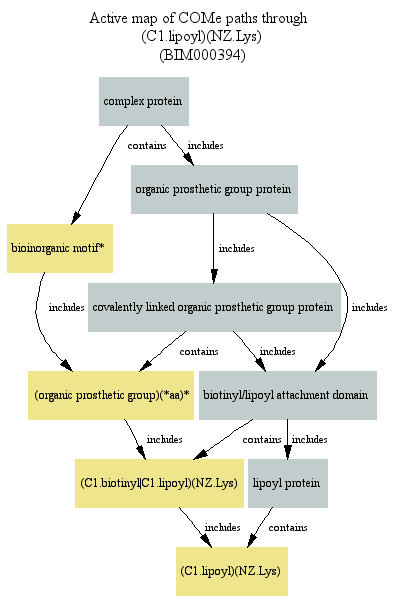 Active map of COMe paths through
(C1.lipoyl)(NZ.Lys)
(BIM000394)
complex protein
contains
includes
organic prosthetic group protein
bioinorganic motif*
includes
includes
covalently linked organic prosthetic group protein
includes
contains
includes
(organic prosthetic group)(*aa)*
biotinyl/lipoyl attachment domain
includes
contains
includes
(C1.biotinyl|C1.lipoyl)(NZ.Lys)
lipoyl protein
includes
contains
(C1.lipoyl)(NZ.Lys)